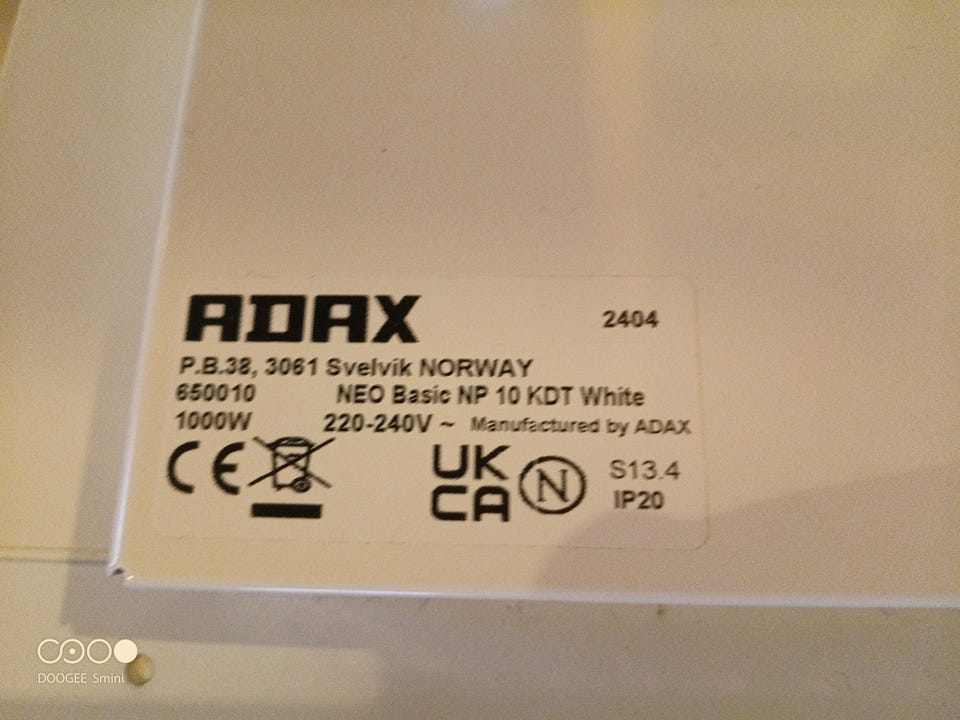 ADAX 2404
P.B.38, 3061 Svelvik NORWAY
650010 NEO Basic NP 10 KDT White
1000W 220-240V ~ Manufactured by ADAX
CE UK CA N S13.4
IP20
DOOGEE Smini